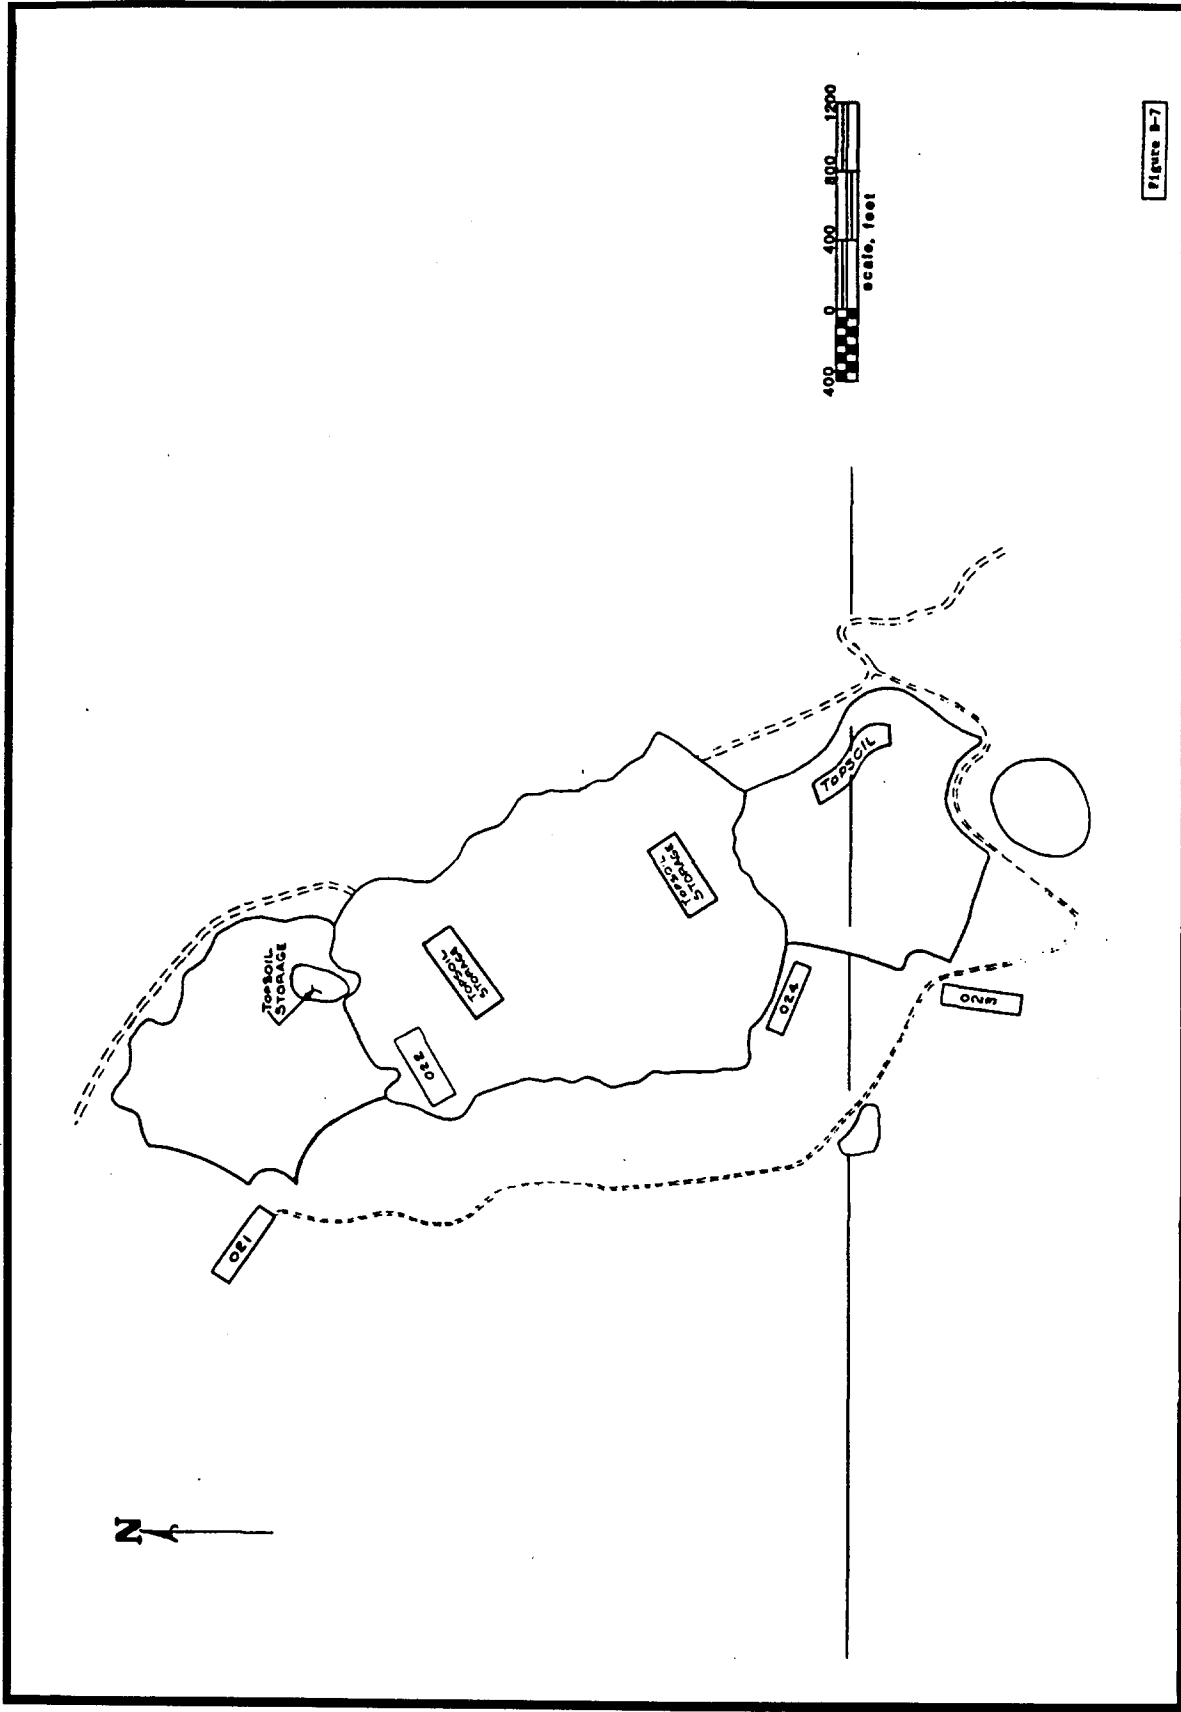 N
021
022
TOPSOIL
STORAGE
TOPSOIL
STORAGE
TOPSOIL
STORAGE
024
023
TOPSOIL
400 0 400 800 1200
scale, feet
Figure B-7